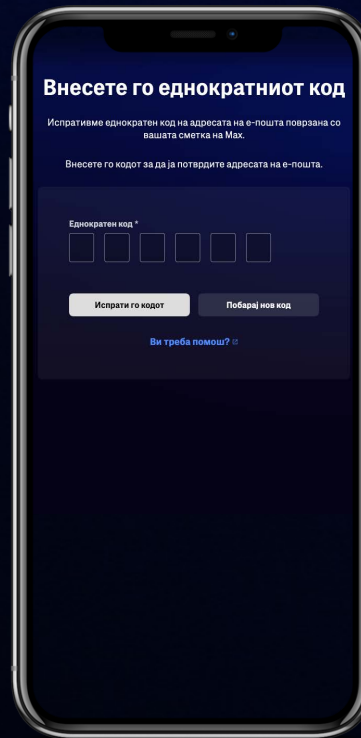 Внесете го еднократниот код
Испративме еднократен код на адресата на е-пошта поврзана со
вашата сметка на Max.
Внесете го кодот за да ја потврдите адресата на е-пошта.
Еднократен код *
Испрати го кодот
Побарај нов код
Ви треба помош?